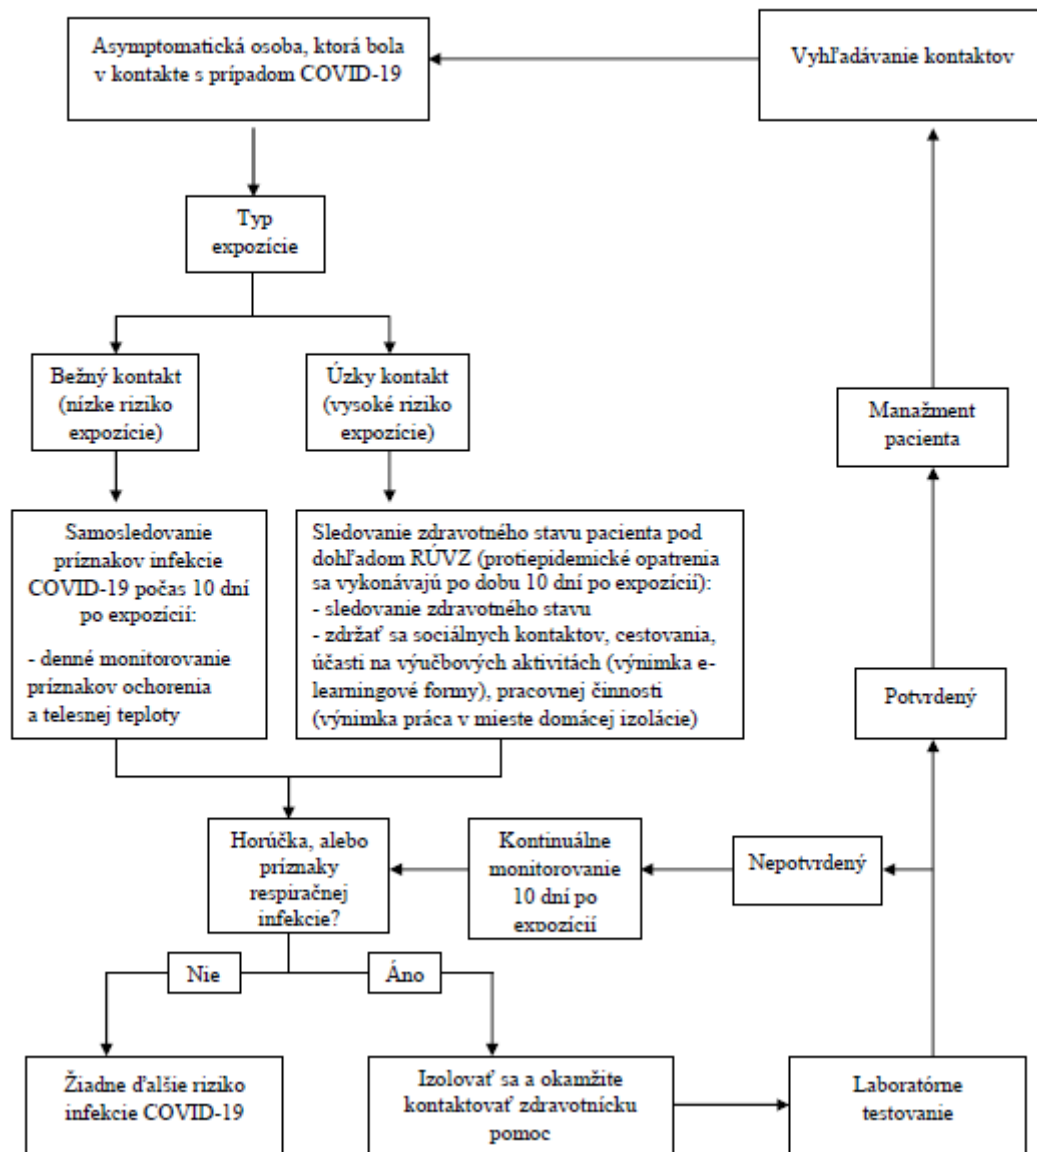 Asymptomatická osoba, ktorá bola
v kontakte s prípadom COVID-19
Vyhľadávanie kontaktov
Typ
expozície
Bežný kontakt
(nízke riziko
expozície)
Úzky kontakt
(vysoké riziko
expozície)
Manažment
pacienta
Samosledovanie
príznakov infekcie
COVID-19 počas 10 dní
po expozícií:
- denné monitorovanie
príznakov ochorenia
a telesnej teploty
Sledovanie zdravotného stavu pacienta pod
dohľadom RÚVZ (protiepidemické opatrenia
sa vykonávajú po dobu 10 dní po expozícií):
- sledovanie zdravotného stavu
- zdržať sa sociálnych kontaktov, cestovania,
účasti na výučbových aktivitách (výnimka e-
learningové formy), pracovnej činnosti
(výnimka práca v mieste domácej izolácie)
Potvrdený
Horúčka, alebo
príznaky
respiračnej
infekcie?
Kontinuálne
monitorovanie
10 dní po
expozícií
Nepotvrdený
Nie
Áno
Žiadne ďalšie riziko
infekcie COVID-19
Izolovať sa a okamžite
kontaktovať zdravotnícku
pomoc
Laboratórne
testovanie